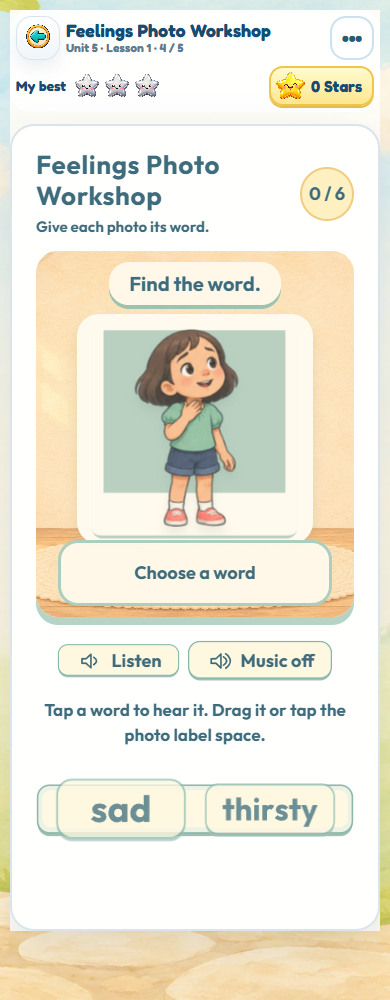 Feelings Photo Workshop
Unit 5 · Lesson 1 · 4 / 5
My best
0 Stars
Feelings Photo
Workshop
0 / 6
Give each photo its word.
Find the word.
Choose a word
Listen
Music off
Tap a word to hear it. Drag it or tap the
photo label space.
sad
thirsty